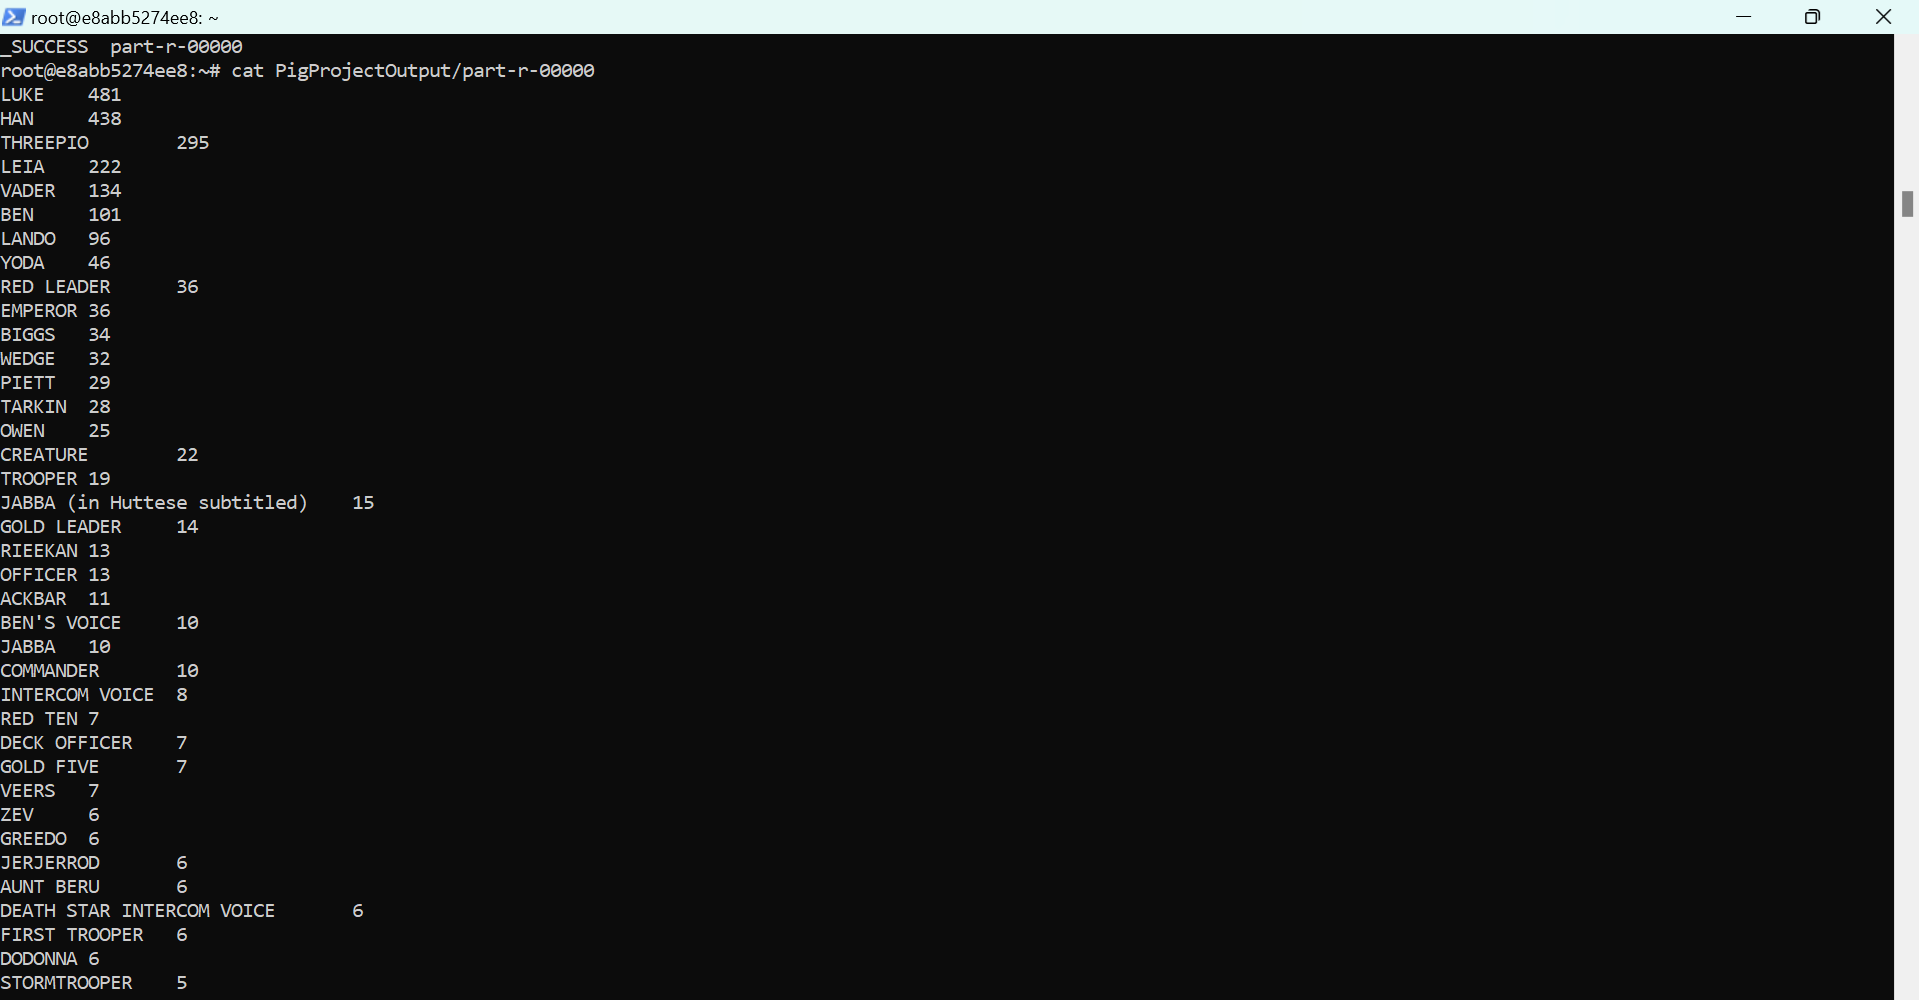 root@e8abb5274ee8: ~
_SUCCESS  part-r-00000
root@e8abb5274ee8:~# cat PigProjectOutput/part-r-00000
LUKE    481
HAN     438
THREEPIO        295
LEIA    222
VADER   134
BEN     101
LANDO   96
YODA    46
RED LEADER      36
EMPEROR 36
BIGGS   34
WEDGE   32
PIETT   29
TARKIN  28
OWEN    25
CREATURE        22
TROOPER 19
JABBA (in Huttese subtitled)    15
GOLD LEADER     14
RIEEKAN 13
OFFICER 13
ACKBAR  11
BEN'S VOICE     10
JABBA   10
COMMANDER       10
INTERCOM VOICE  8
RED TEN 7
DECK OFFICER    7
GOLD FIVE       7
VEERS   7
ZEV     6
GREEDO  6
JERJERROD       6
AUNT BERU       6
DEATH STAR INTERCOM VOICE       6
FIRST TROOPER   6
DODONNA 6
STORMTROOPER    5